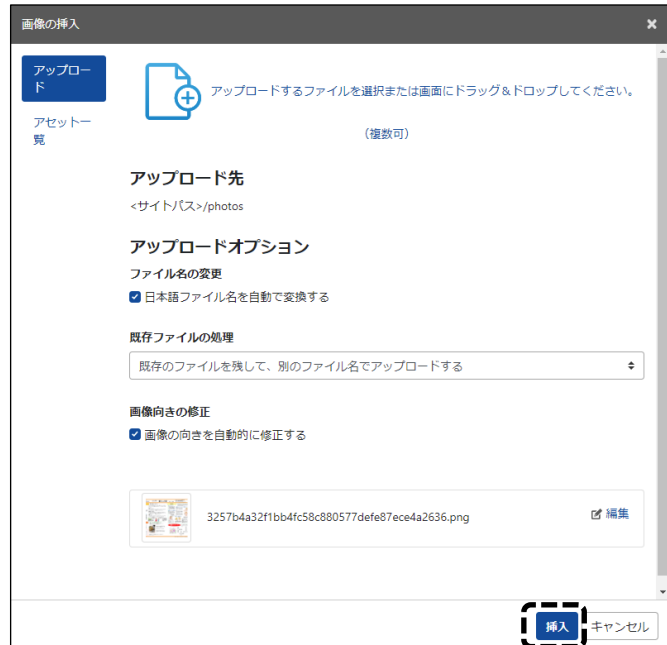 画像の挿入
×
アップロー
ド
アセット一
覧
アップロードするファイルを選択または画面にドラッグ＆ドロップしてください。
（複数可）
アップロード先
<サイトパス>/photos
アップロードオプション
ファイル名の変更
日本語ファイル名を自動で変換する
既存ファイルの処理
既存のファイルを残して、別のファイル名でアップロードする
画像向きの修正
画像の向きを自動的に修正する
3257b4a32f1bb4fc58c880577defe87ece4a2636.png
編集
挿入
キャンセル